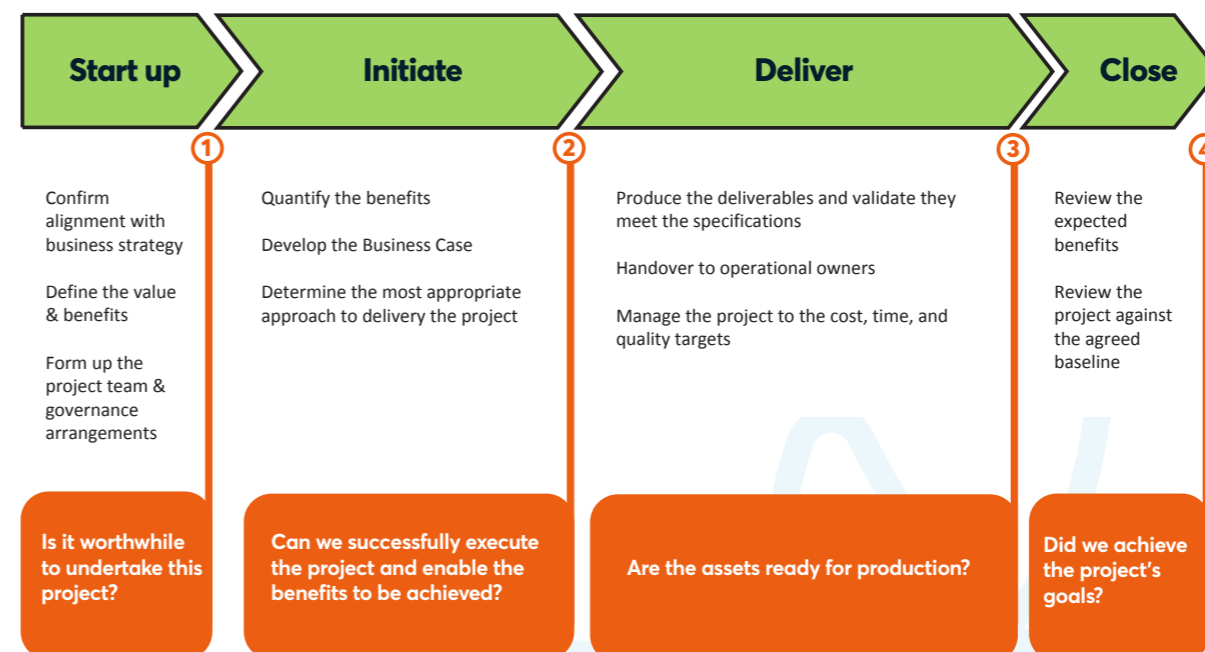 Start up
Initiate
Deliver
Close
1
2
3
4
Confirm
alignment with
business strategy
Define the value
& benefits
Form up the
project team &
governance
arrangements
Quantify the benefits
Develop the Business Case
Determine the most appropriate
approach to delivery the project
Produce the deliverables and validate they
meet the specifications
Handover to operational owners
Manage the project to the cost, time, and
quality targets
Review the
expected
benefits
Review the
project against
the agreed
baseline
Is it worthwhile
to undertake this
project?
Can we successfully execute
the project and enable the
benefits to be achieved?
Are the assets ready for production?
Did we achieve
the project's
goals?